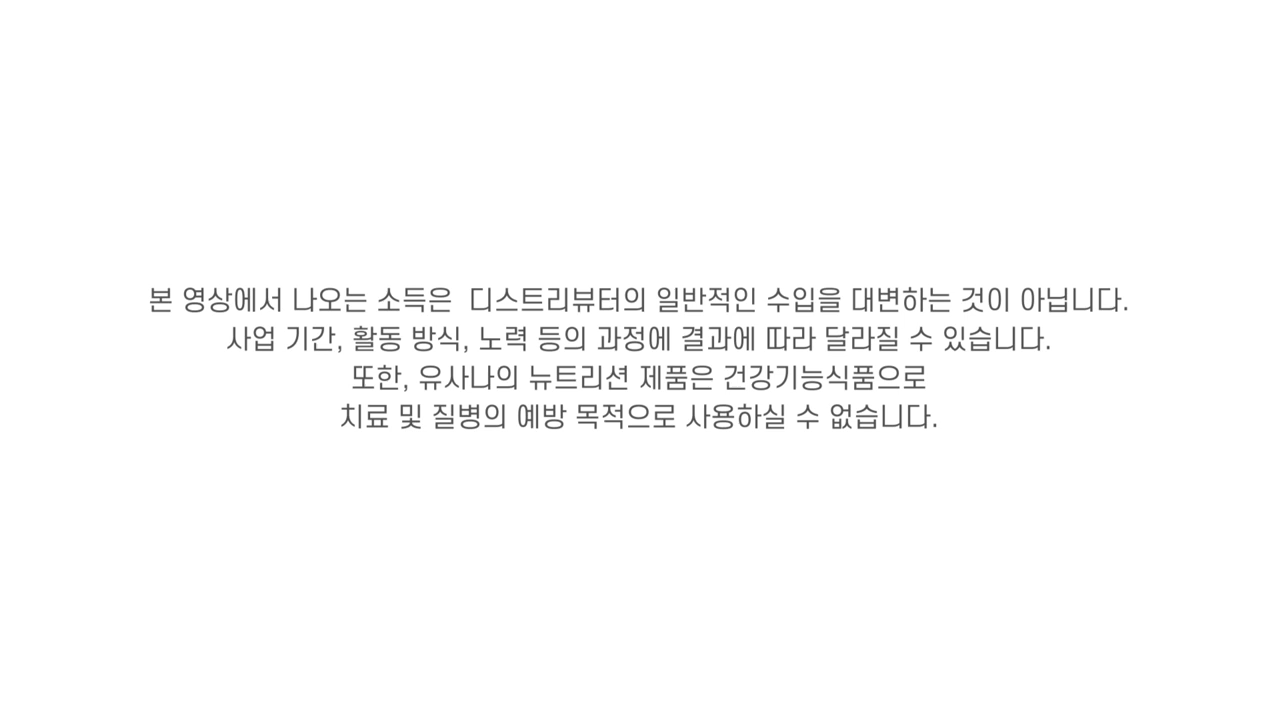 본 영상에서 나오는 소득은  디스트리뷰터의 일반적인 수입을 대변하는 것이 아닙니다.
사업 기간, 활동 방식, 노력 등의 과정에 결과에 따라 달라질 수 있습니다.
또한, 유사나의 뉴트리션 제품은 건강기능식품으로
치료 및 질병의 예방 목적으로 사용하실 수 없습니다.